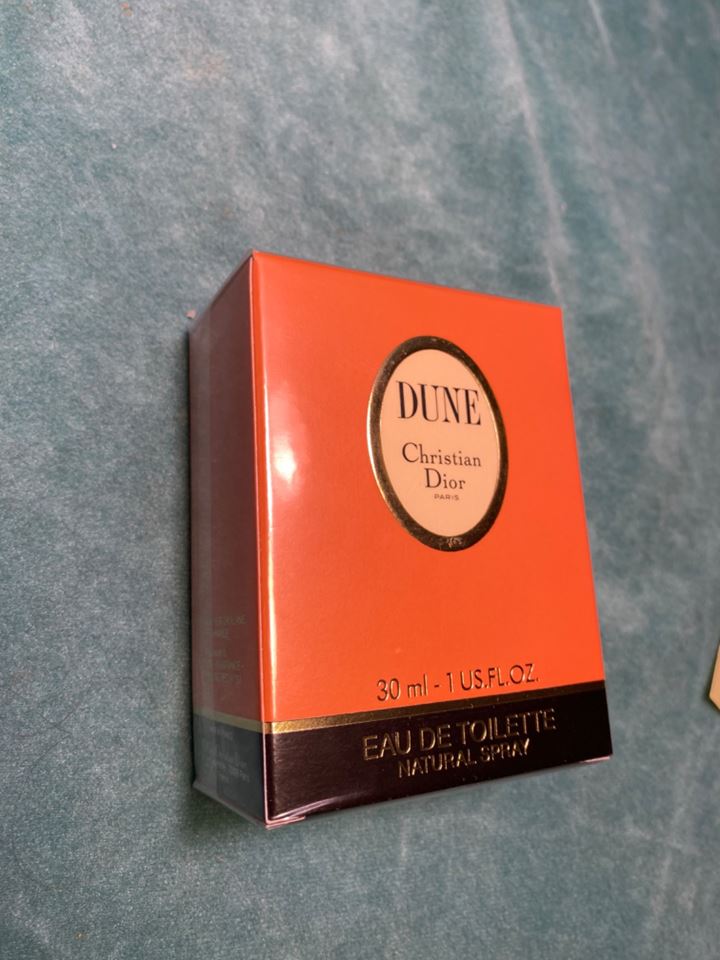 DUNE
Christian
Dior
PARIS
30 ml - 1 US.FL.OZ.
EAU DE TOILETTE
NATURAL SPRAY